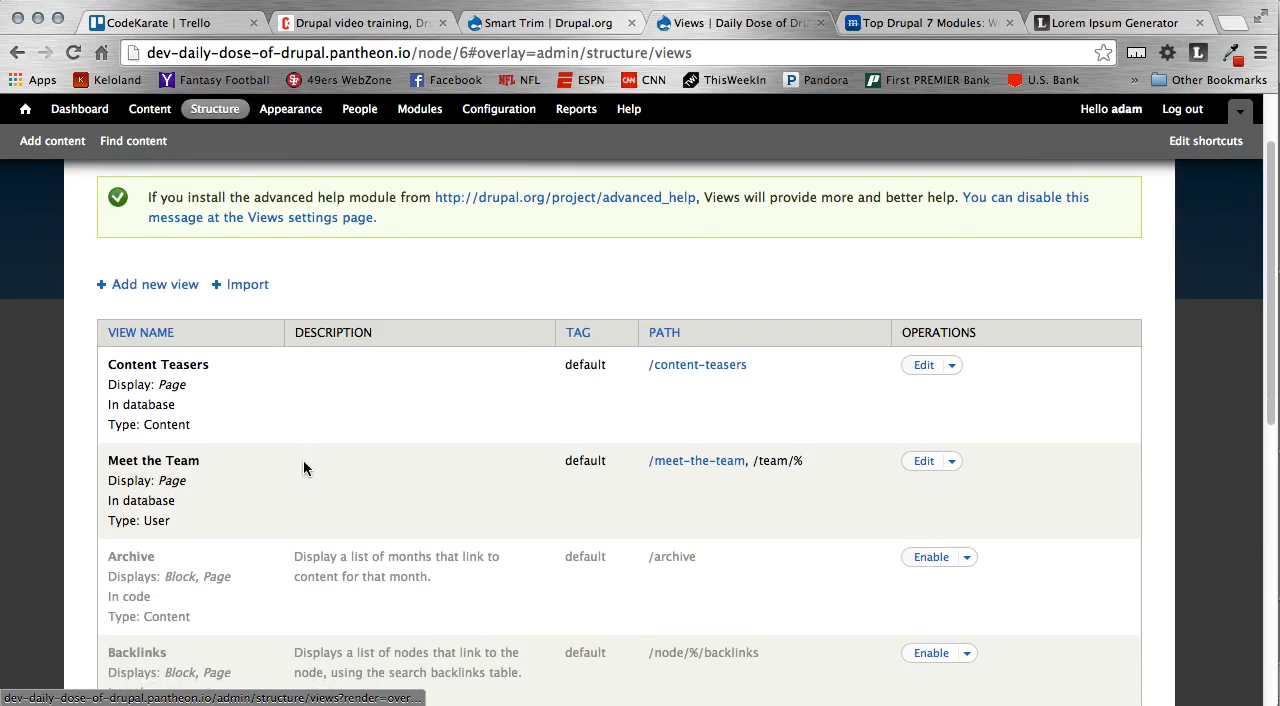 CodeKarate | Trello
Drupal video training, Dr
Smart Trim | Drupal.org
Views | Daily Dose of Dru
Top Drupal 7 Modules: W
Lorem Ipsum Generator
dev-daily-dose-of-drupal.pantheon.io/node/6#overlay=admin/structure/views
Apps Keloland Fantasy Football 49ers WebZone Facebook NFL NFL ESPN CNN CNN ThisWeekIn Pandora First PREMIER Bank U.S. Bank » Other Bookmarks
Dashboard Content Structure Appearance People Modules Configuration Reports Help Hello adam Log out
Add content Find content Edit shortcuts
If you install the advanced help module from http://drupal.org/project/advanced_help, Views will provide more and better help. You can disable this
message at the Views settings page.
+ Add new view + Import
VIEW NAME DESCRIPTION TAG PATH OPERATIONS
Content Teasers default /content-teasers Edit
Display: Page
In database
Type: Content
Meet the Team default /meet-the-team, /team/% Edit
Display: Page
In database
Type: User
Archive Display a list of months that link to default /archive Enable
Displays: Block, Page content for that month.
In code
Type: Content
Backlinks Displays a list of nodes that link to the default /node/%/backlinks Enable
Displays: Block, Page node, using the search backlinks table.
dev-daily-dose-of-drupal.pantheon.io/admin/structure/views?render=over...